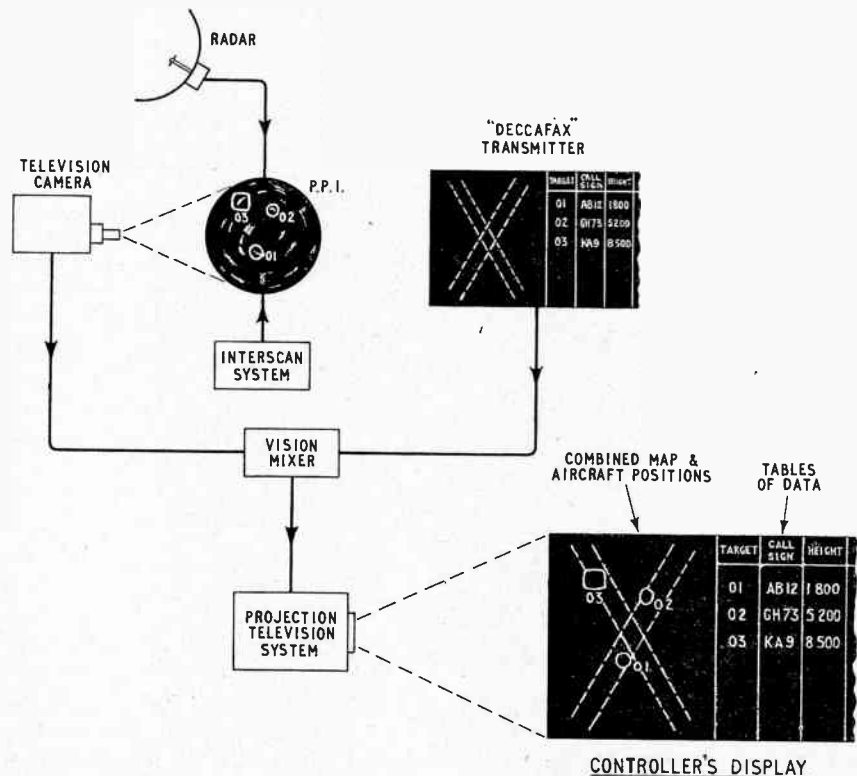 RADAR
"DECCAFAX"
TRANSMITTER
TELEVISION
CAMERA
P.P.I.
03
02
01
TARGET CALL SIGN HEIGHT
01 AB12 1800
02 GH73 5200
03 KA9 8500
INTERSCAN
SYSTEM
VISION
MIXER
COMBINED MAP &
AIRCRAFT POSITIONS
TABLES
OF DATA
PROJECTION
TELEVISION
SYSTEM
03
02
01
TARGET CALL SIGN HEIGHT
01 AB12 1800
02 GH73 5200
03 KA9 8500
CONTROLLER'S DISPLAY